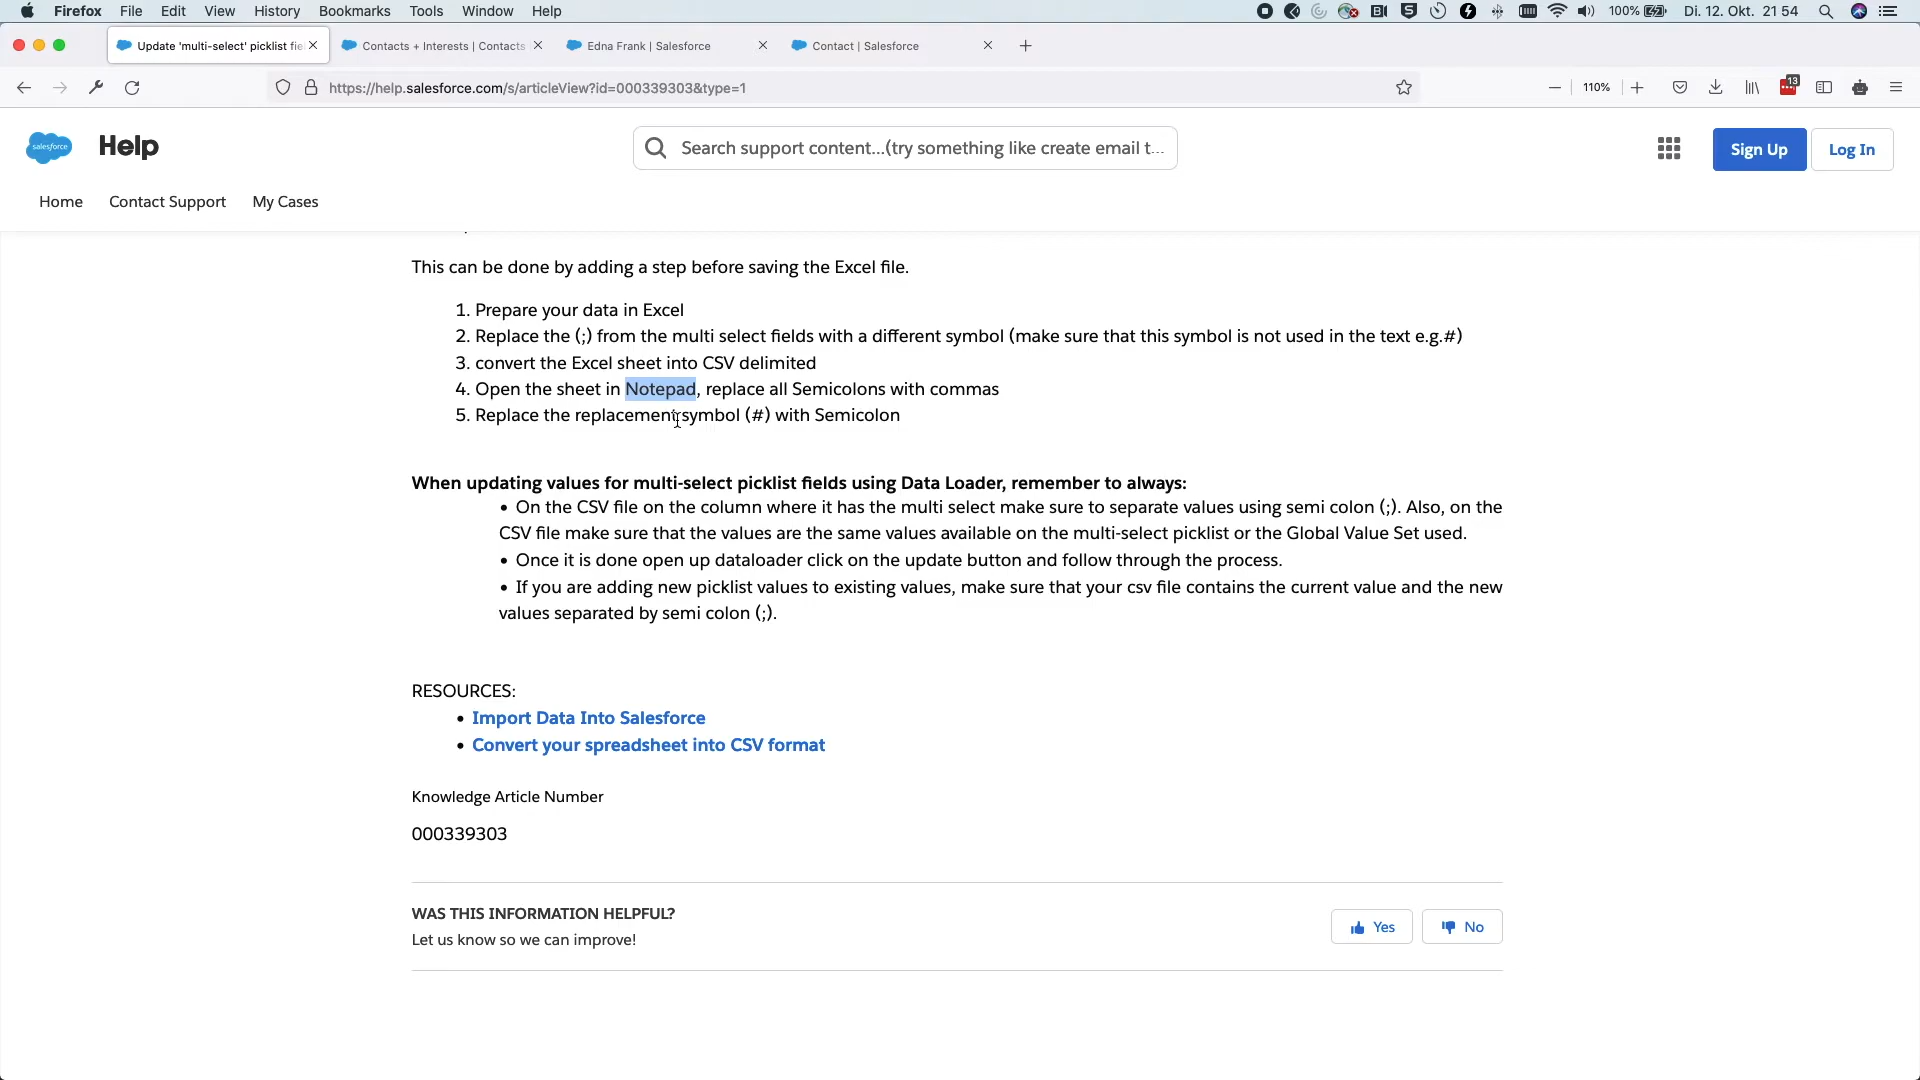 Firefox File Edit View History Bookmarks Tools Window Help 100% Di. 12. Okt. 21 54
Update 'multi-select' picklist fie Contacts + Interests | Contacts Edna Frank | Salesforce Contact | Salesforce
https://help.salesforce.com/s/articleView?id=000339303&type=1 110% 13
salesforce Help Search support content...(try something like create email t... Sign Up Log In
Home Contact Support My Cases
This can be done by adding a step before saving the Excel file.
1. Prepare your data in Excel
2. Replace the (;) from the multi select fields with a different symbol (make sure that this symbol is not used in the text e.g.#)
3. convert the Excel sheet into CSV delimited
4. Open the sheet in Notepad, replace all Semicolons with commas
5. Replace the replacement symbol (#) with Semicolon
When updating values for multi-select picklist fields using Data Loader, remember to always:
• On the CSV file on the column where it has the multi select make sure to separate values using semi colon (;). Also, on the
CSV file make sure that the values are the same values available on the multi-select picklist or the Global Value Set used.
• Once it is done open up dataloader click on the update button and follow through the process.
• If you are adding new picklist values to existing values, make sure that your csv file contains the current value and the new
values separated by semi colon (;).
RESOURCES:
• Import Data Into Salesforce
• Convert your spreadsheet into CSV format
Knowledge Article Number
000339303
WAS THIS INFORMATION HELPFUL?
Let us know so we can improve!
Yes No